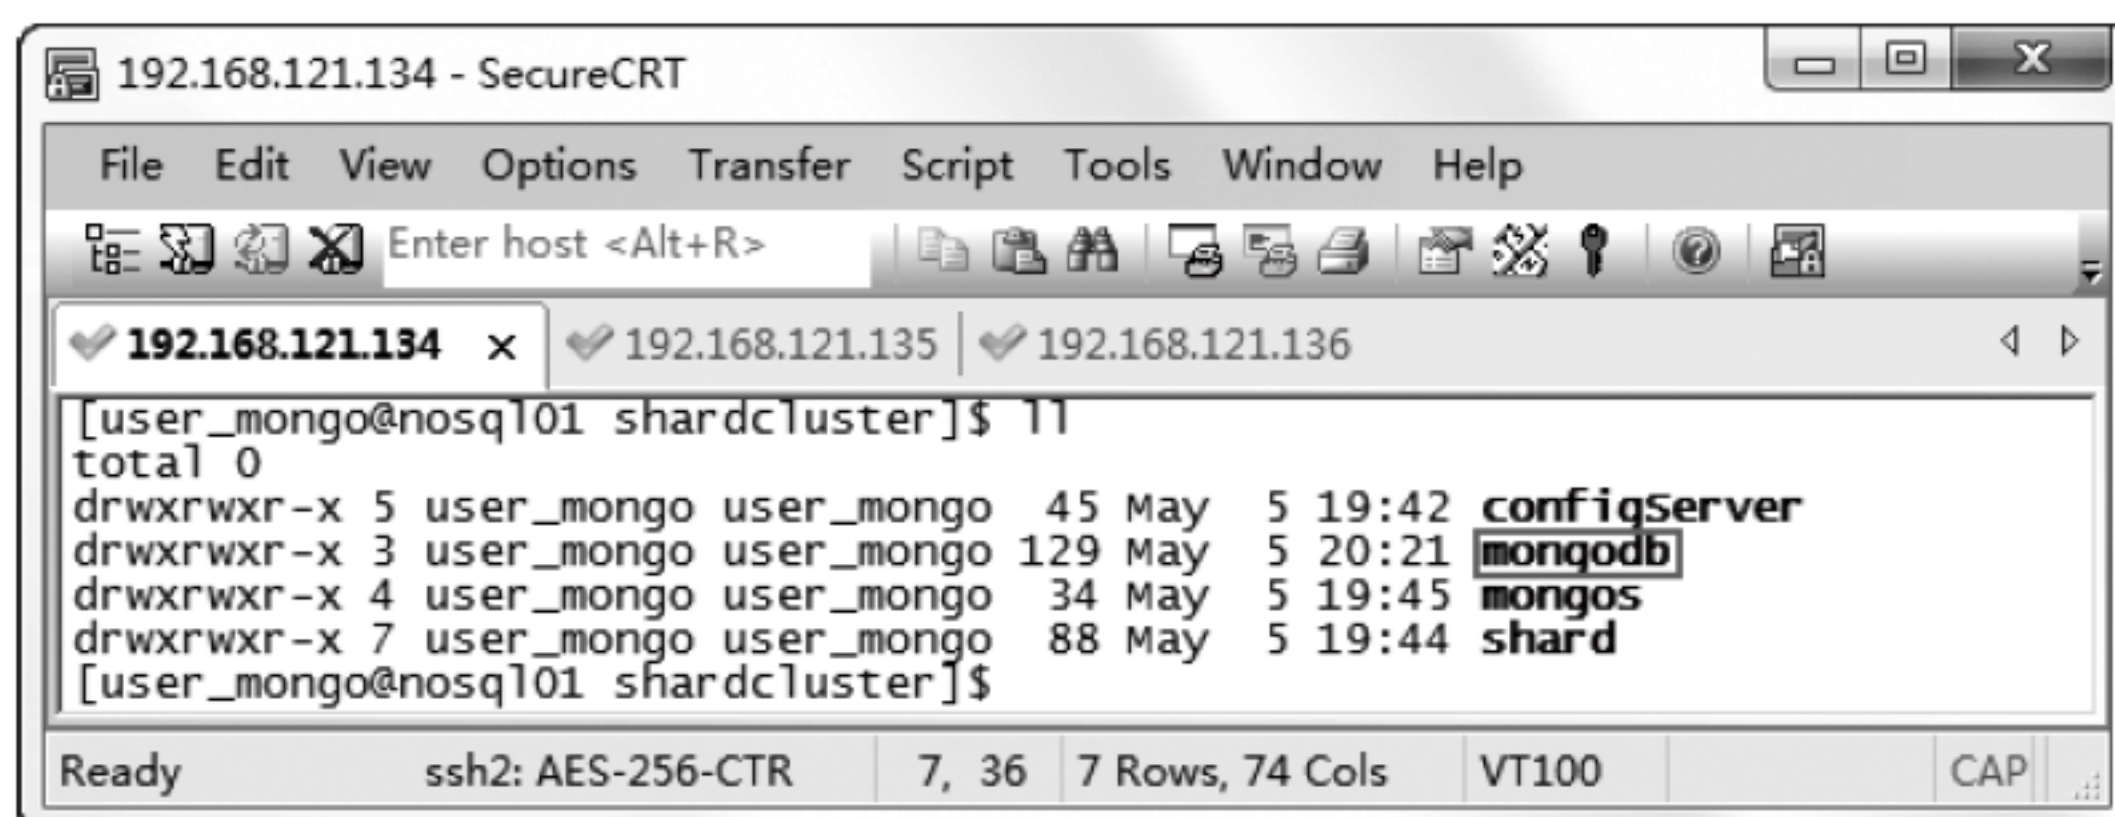 192.168.121.134 - SecureCRT
File Edit View Options Transfer Script Tools Window Help
Enter host <Alt+R>
192.168.121.134 x 192.168.121.135 192.168.121.136
[user_mongo@nosql01 shardcluster]$ ll
total 0
drwxrwxr-x 5 user_mongo user_mongo  45 May  5 19:42 configServer
drwxrwxr-x 3 user_mongo user_mongo 129 May  5 20:21 mongodb
drwxrwxr-x 4 user_mongo user_mongo  34 May  5 19:45 mongos
drwxrwxr-x 7 user_mongo user_mongo  88 May  5 19:44 shard
[user_mongo@nosql01 shardcluster]$
Ready ssh2: AES-256-CTR 7, 36 7 Rows, 74 Cols VT100 CAP